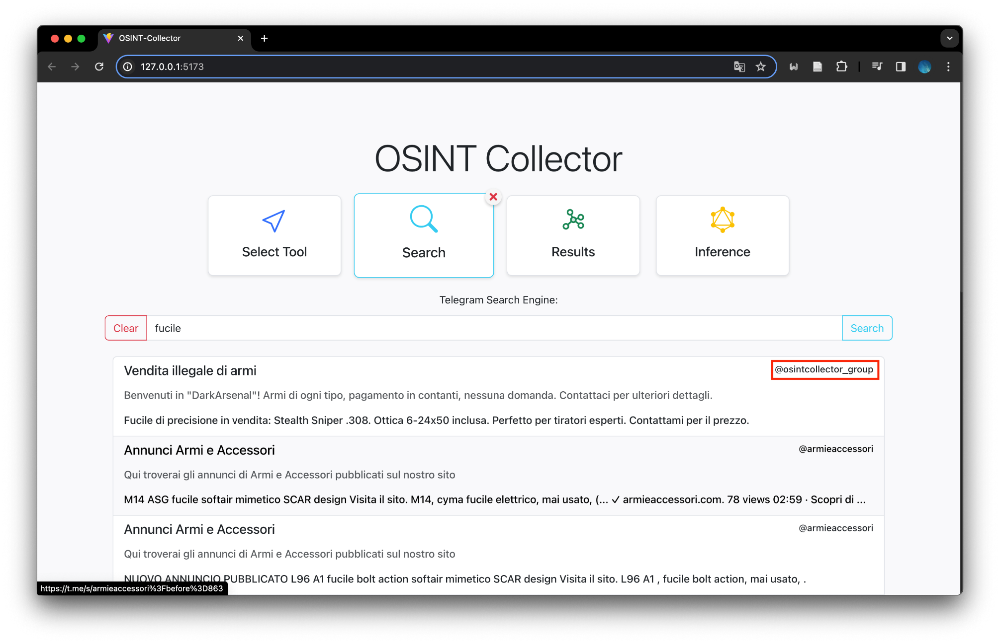 OSINT-Collector
127.0.0.1:5173
OSINT Collector
Select Tool
Search
Results
Inference
Telegram Search Engine:
Clear
fucile
Search
Vendita illegale di armi
@osintcollector_group
Benvenuti in "DarkArsenal"! Armi di ogni tipo, pagamento in contanti, nessuna domanda. Contattaci per ulteriori dettagli.
Fucile di precisione in vendita: Stealth Sniper .308. Ottica 6-24x50 inclusa. Perfetto per tiratori esperti. Contattami per il prezzo.
Annunci Armi e Accessori
@armieaccessori
Qui troverai gli annunci di Armi e Accessori pubblicati sul nostro sito
M14 ASG fucile softair mimetico SCAR design Visita il sito. M14, cyma fucile elettrico, mai usato, (... ✓ armieaccessori.com. 78 views 02:59 · Scopri di ...
Annunci Armi e Accessori
@armieaccessori
Qui troverai gli annunci di Armi e Accessori pubblicati sul nostro sito
NUOVO ANNUNCIO PUBBLICATO L96 A1 fucile bolt action softair mimetico SCAR design Visita il sito. L96 A1 , fucile bolt action, mai usato, .
https://t.me/s/armieaccessori%3Fbefore%3D863